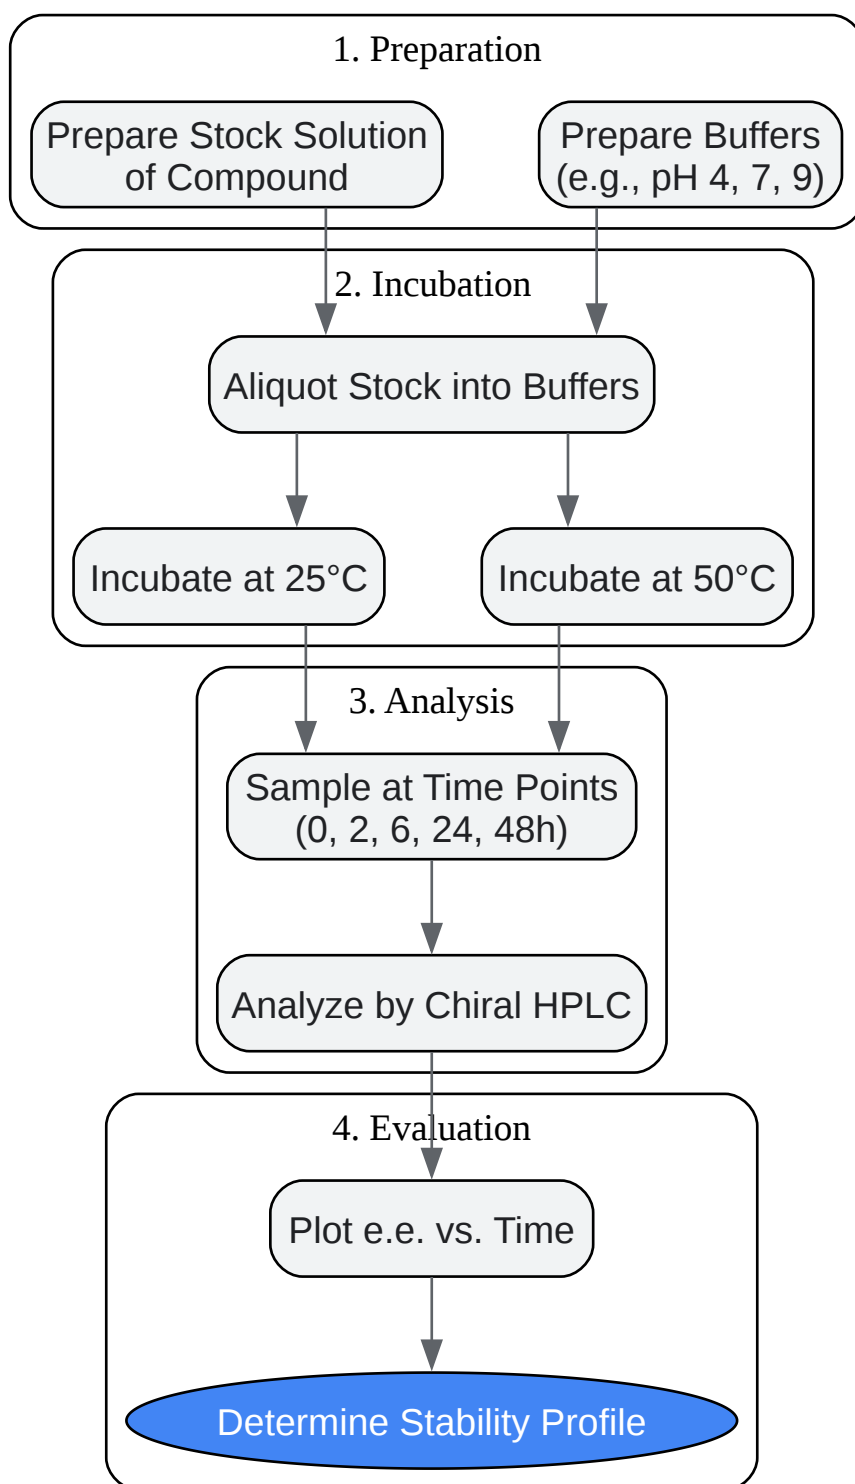 1. Preparation
Prepare Stock Solution
of Compound
Prepare Buffers
(e.g., pH 4, 7, 9)
2. Incubation
Aliquot Stock into Buffers
Incubate at 25°C
Incubate at 50°C
3. Analysis
Sample at Time Points
(0, 2, 6, 24, 48h)
Analyze by Chiral HPLC
4. Evaluation
Plot e.e. vs. Time
Determine Stability Profile